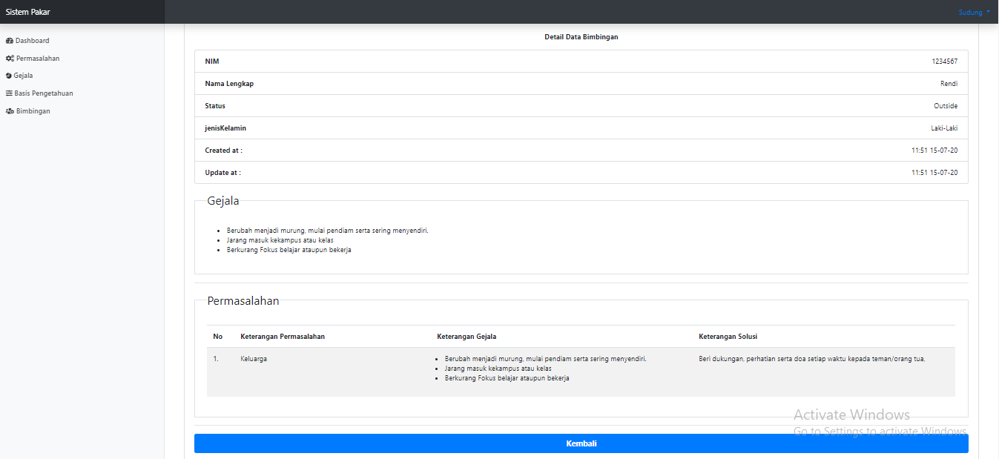 Sistem Pakar
Sudung
Dashboard
Permasalahan
Gejala
Basis Pengetahuan
Bimbingan
Detail Data Bimbingan
NIM 1234567
Nama Lengkap Rendi
Status Outside
jenisKelamin Laki-Laki
Created at : 11:51 15-07-20
Update at : 11:51 15-07-20
Gejala
Berubah menjadi murung, mulai pendiam serta sering menyendiri.
Jarang masuk kekampus atau kelas
Berkurang Fokus belajar ataupun bekerja
Permasalahan
No Keterangan Permasalahan Keterangan Gejala Keterangan Solusi
1. Keluarga Berubah menjadi murung, mulai pendiam serta sering menyendiri. Beri dukungan, perhatian serta doa setiap waktu kepada teman/orang tua,
Jarang masuk kekampus atau kelas
Berkurang Fokus belajar ataupun bekerja
Activate Windows
Go to Settings to activate Windows.
Kembali